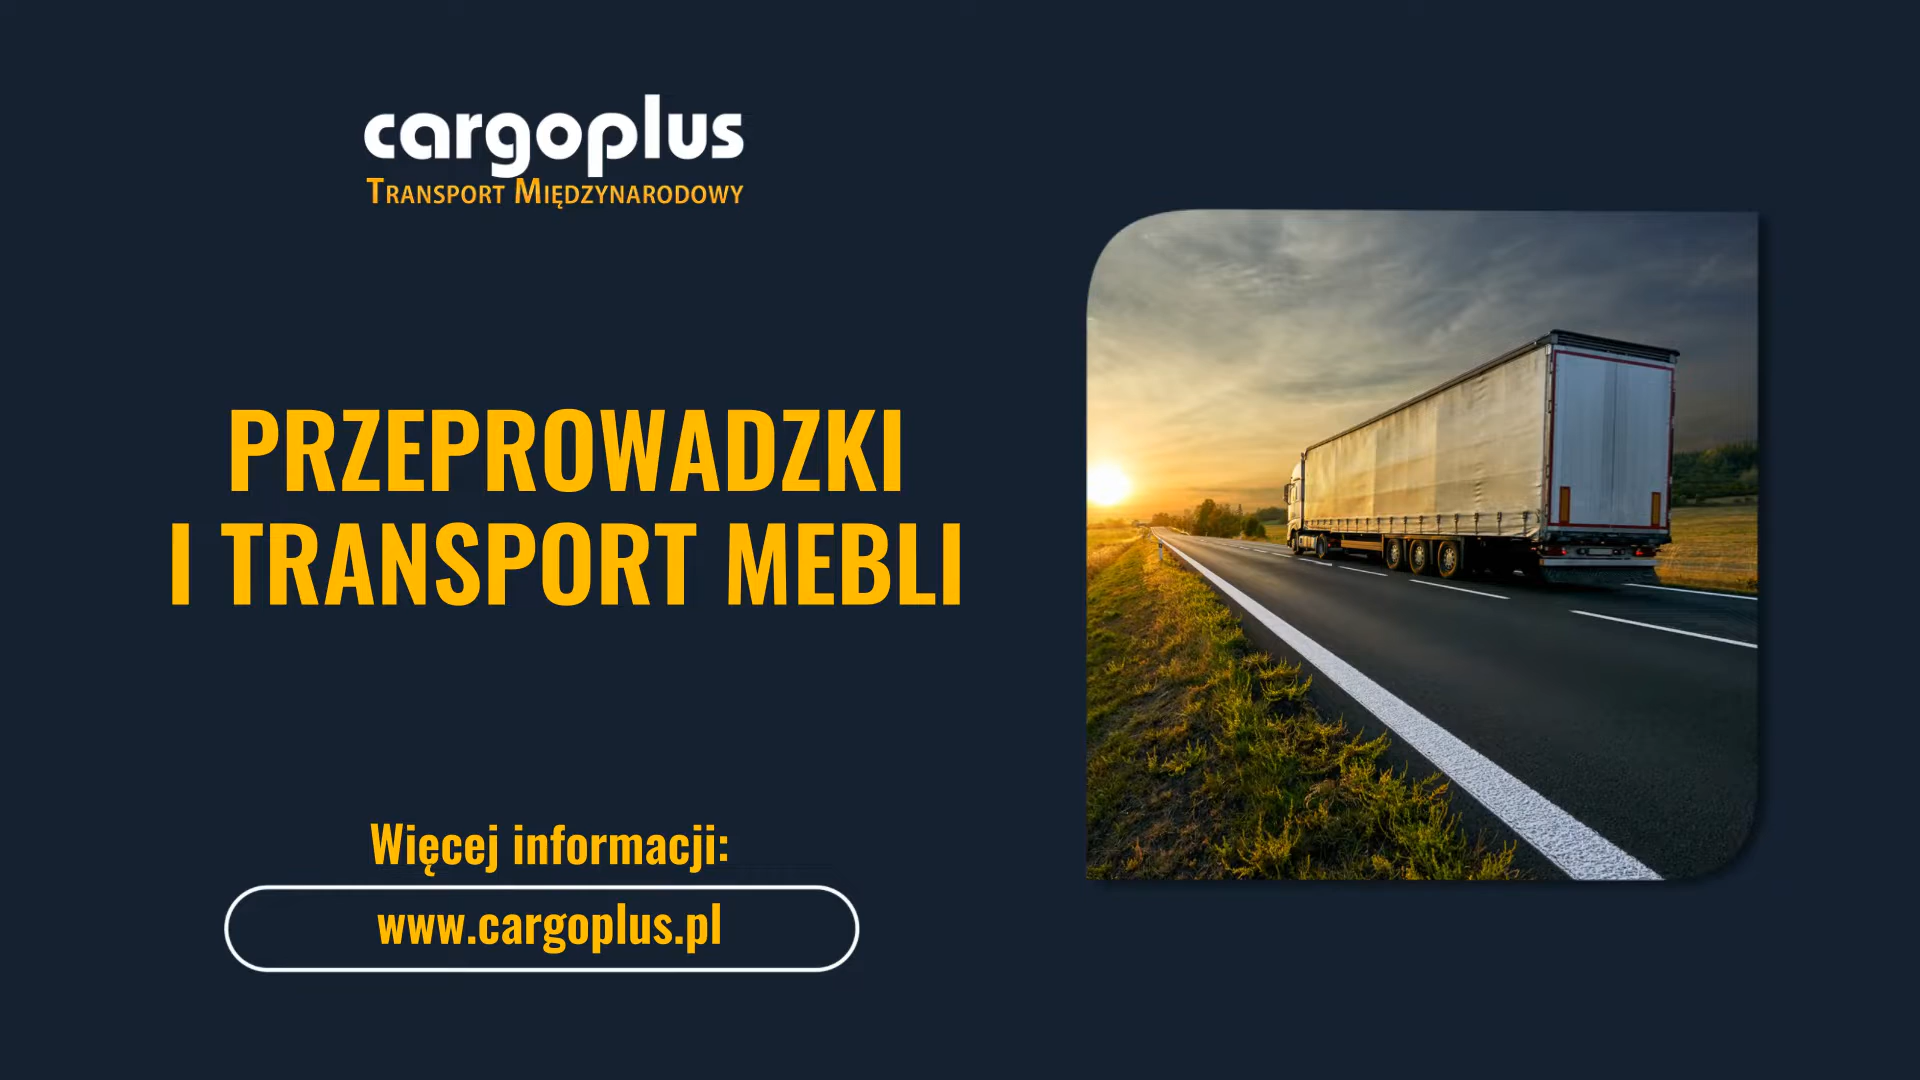 cargoplus
Transport Międzynarodowy
PRZEPROWADZKI
I TRANSPORT MEBLI
Więcej informacji:
www.cargoplus.pl